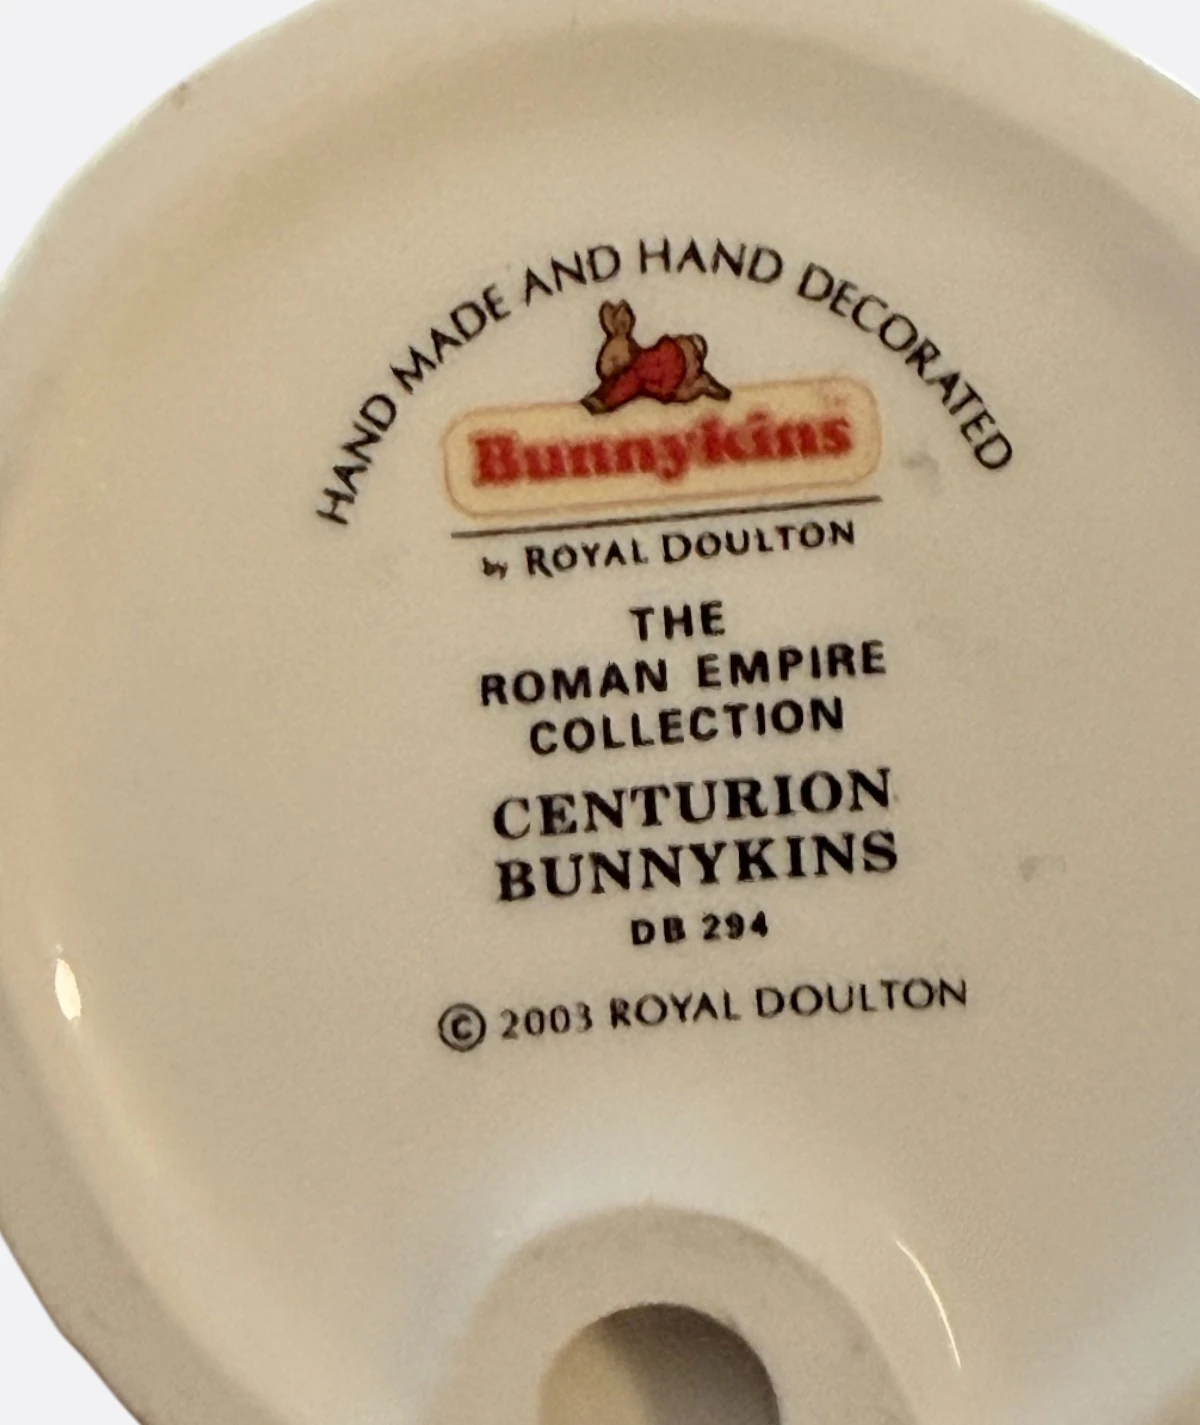 HAND MADE AND HAND DECORATED
Bunnykins™
by ROYAL DOULTON
THE
ROMAN EMPIRE
COLLECTION
CENTURION
BUNNYKINS
DB 294
© 2003 ROYAL DOULTON